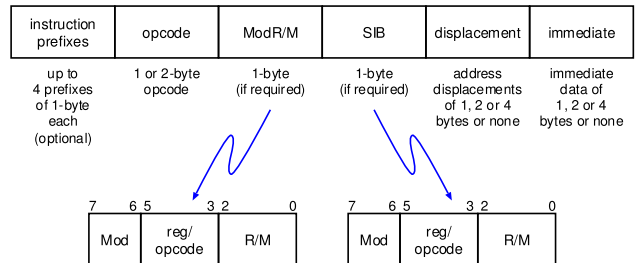 instruction prefixes opcode ModR/M SIB displacement immediate
up to 4 prefixes of 1-byte each (optional)
1 or 2-byte opcode
1-byte (if required)
1-byte (if required)
address displacements of 1, 2 or 4 bytes or none
immediate data of 1, 2 or 4 bytes or none
7 6 5 3 2 0
Mod reg/opcode R/M
7 6 5 3 2 0
Mod reg/opcode R/M